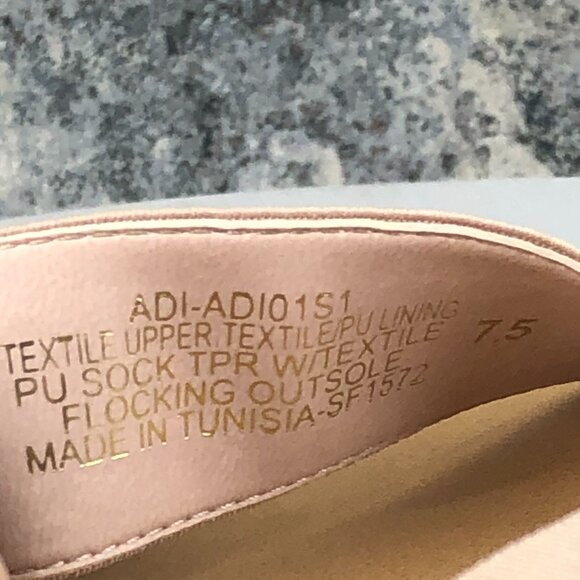 ADI-ADI01S1
TEXTILE UPPER, TEXTILE/PU LINING 7.5
PU SOCK TPR W/TEXTILE
FLOCKING OUTSOLE
MADE IN TUNISIA-SF1572